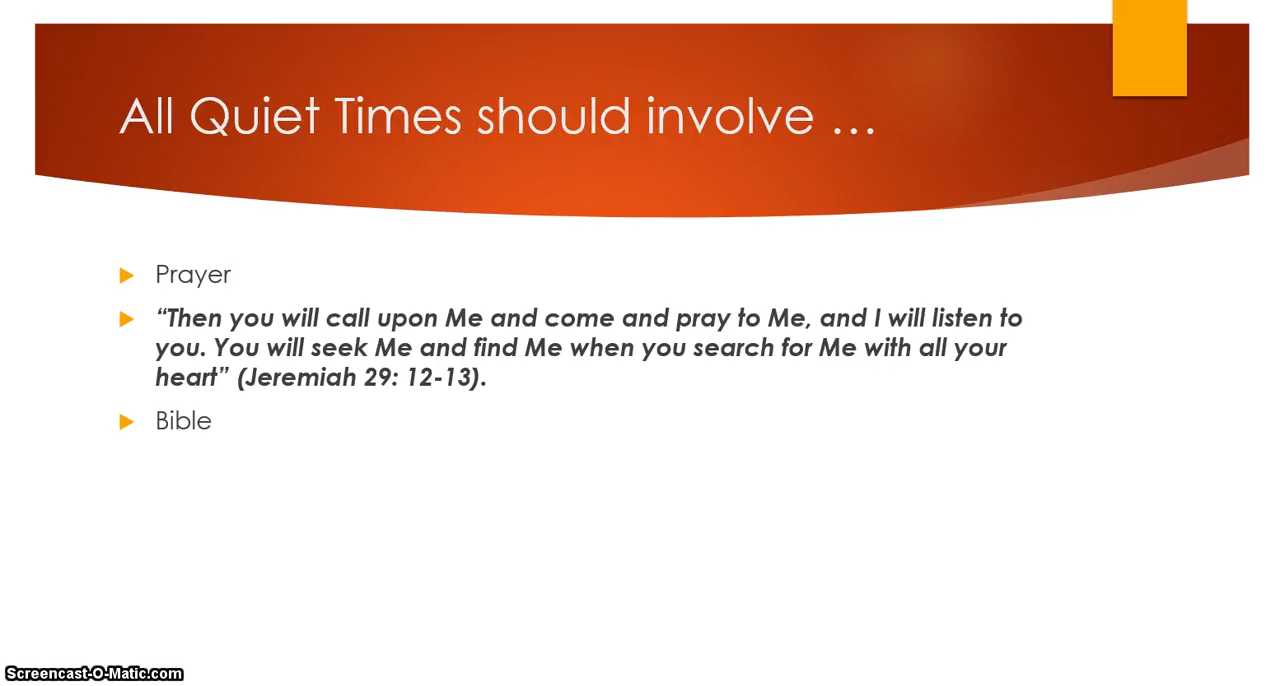 All Quiet Times should involve …
Prayer
“Then you will call upon Me and come and pray to Me, and I will listen to
you. You will seek Me and find Me when you search for Me with all your
heart” (Jeremiah 29: 12-13).
Bible
Screencast-O-Matic.com